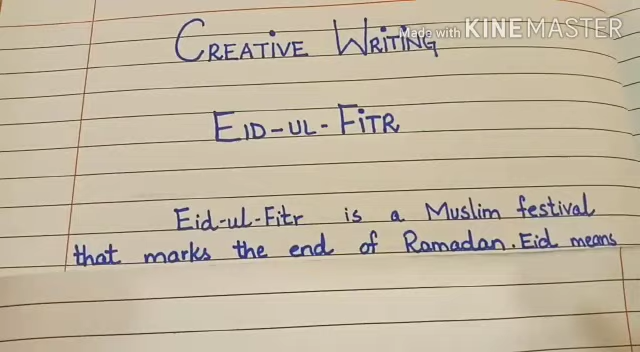 CREATIVE WRiTiNG
Made with KINEMASTER
EID-UL-FiTR
Eid-ul-Fitr is a Muslim festival
that marks the end of Ramadan. Eid means